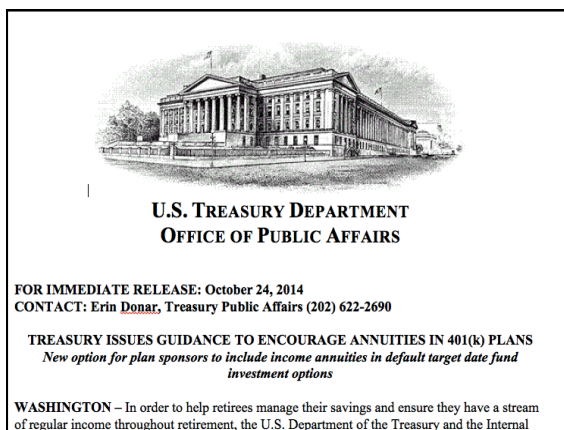 U.S. TREASURY DEPARTMENT
OFFICE OF PUBLIC AFFAIRS
FOR IMMEDIATE RELEASE: October 24, 2014
CONTACT: Erin Donar, Treasury Public Affairs (202) 622-2690
TREASURY ISSUES GUIDANCE TO ENCOURAGE ANNUITIES IN 401(k) PLANS
New option for plan sponsors to include income annuities in default target date fund
investment options
WASHINGTON – In order to help retirees manage their savings and ensure they have a stream
of regular income throughout retirement, the U.S. Department of the Treasury and the Internal